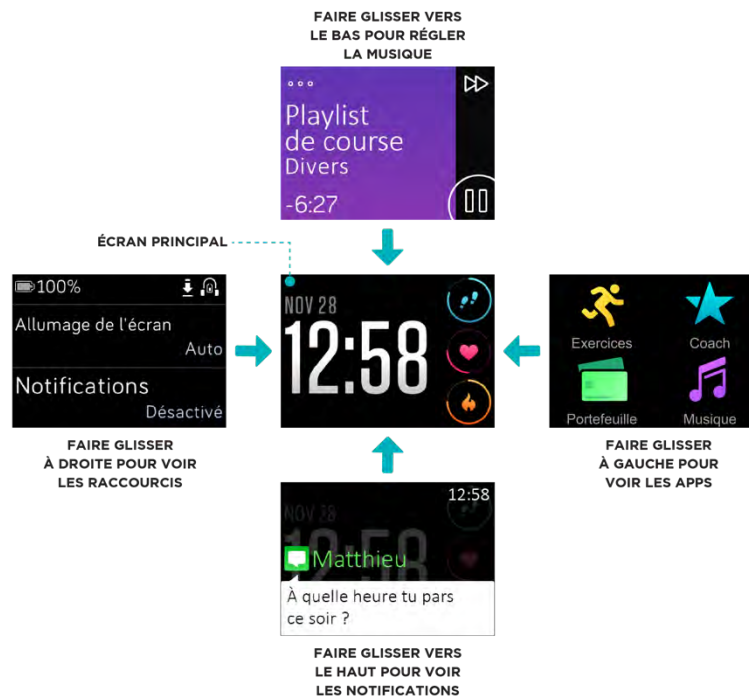 FAIRE GLISSER VERS
LE BAS POUR RÉGLER
LA MUSIQUE
Playlist
de course
Divers
-6:27
ÉCRAN PRINCIPAL
100%
Allumage de l'écran
Auto
Notifications
Désactivé
FAIRE GLISSER
À DROITE POUR VOIR
LES RACCOURCIS
NOV 28
12:58
Exercices
Coach
Portefeuille
Musique
FAIRE GLISSER
À GAUCHE POUR
VOIR LES APPS
12:58
NOV 28
Matthieu
À quelle heure tu pars
ce soir ?
FAIRE GLISSER VERS
LE HAUT POUR VOIR
LES NOTIFICATIONS